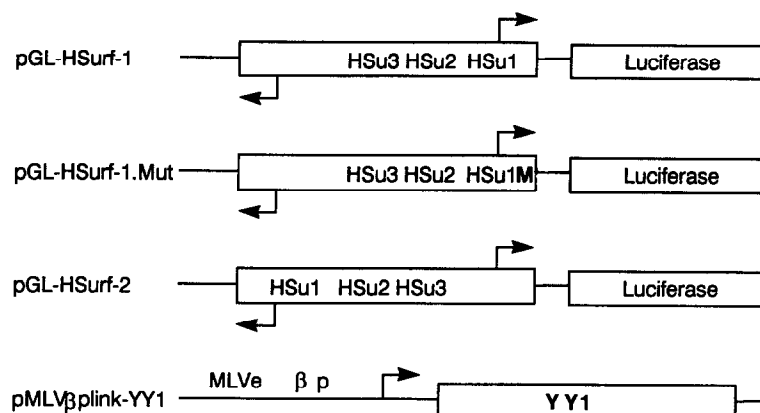 pGL-HSurf-1 HSu3 HSu2 HSu1 Luciferase
pGL-HSurf-1.Mut HSu3 HSu2 HSu1M Luciferase
pGL-HSurf-2 HSu1 HSu2 HSu3 Luciferase
MLVe β p
pMLVβplink-YY1 Y Y1